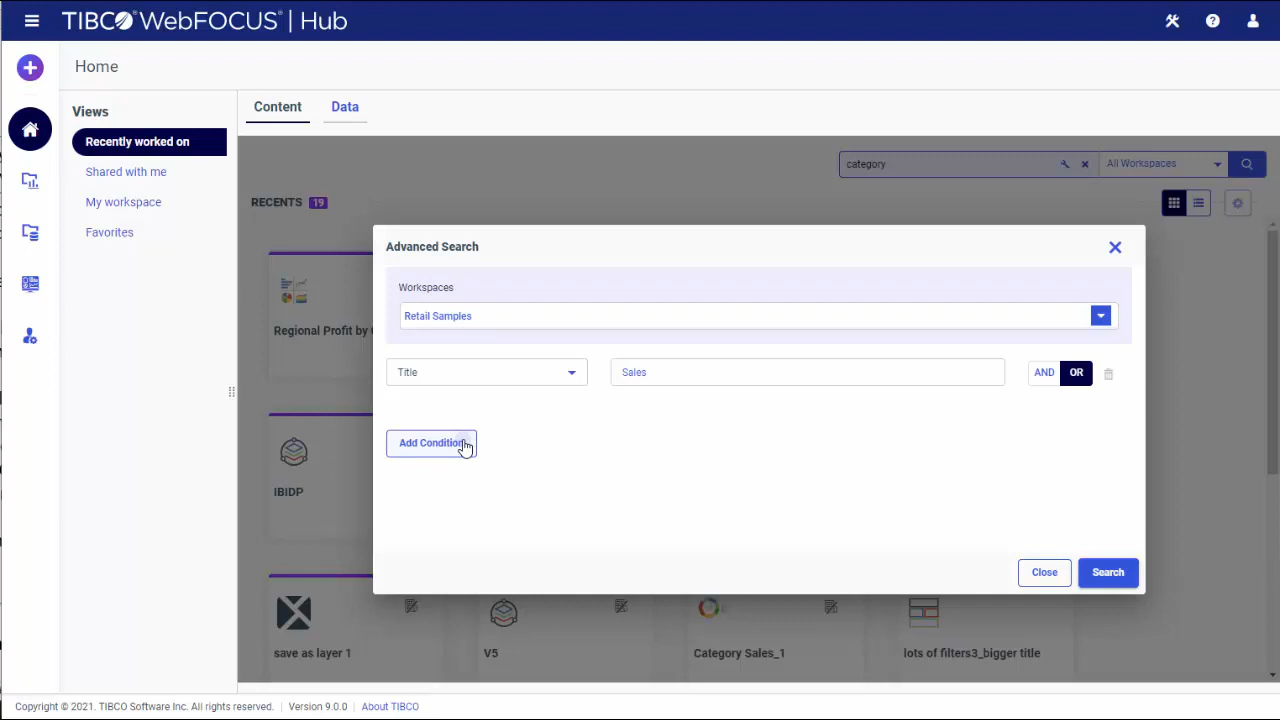 TIBCO® WebFOCUS® | Hub
Home
Views
Recently worked on
Shared with me
My workspace
Favorites
Content
Data
category
All Workspaces
RECENTS 19
Advanced Search
Workspaces
Retail Samples
Title
Sales
AND
OR
Add Condition
Close
Search
Regional Profit by
IBIDP
save as layer 1
V5
Category Sales_1
lots of filters3_bigger title
Copyright © 2021. TIBCO Software Inc. All rights reserved. | Version 9.0.0 | About TIBCO